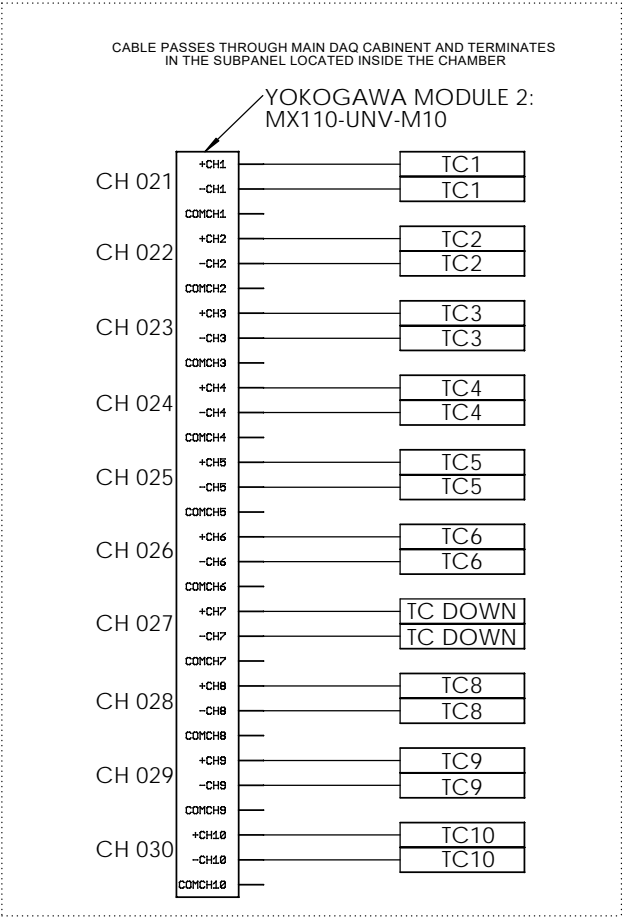 CABLE PASSES THROUGH MAIN DAQ CABINENT AND TERMINATES
IN THE SUBPANEL LOCATED INSIDE THE CHAMBER
YOKOGAWA MODULE 2:
MX110-UNV-M10
CH 021
+CH1 TC1
-CH1 TC1
COMCH1
CH 022
+CH2 TC2
-CH2 TC2
COMCH2
CH 023
+CH3 TC3
-CH3 TC3
COMCH3
CH 024
+CH4 TC4
-CH4 TC4
COMCH4
CH 025
+CH5 TC5
-CH5 TC5
COMCH5
CH 026
+CH6 TC6
-CH6 TC6
COMCH6
CH 027
+CH7 TC DOWN
-CH7 TC DOWN
COMCH7
CH 028
+CH8 TC8
-CH8 TC8
COMCH8
CH 029
+CH9 TC9
-CH9 TC9
COMCH9
CH 030
+CH10 TC10
-CH10 TC10
COMCH10